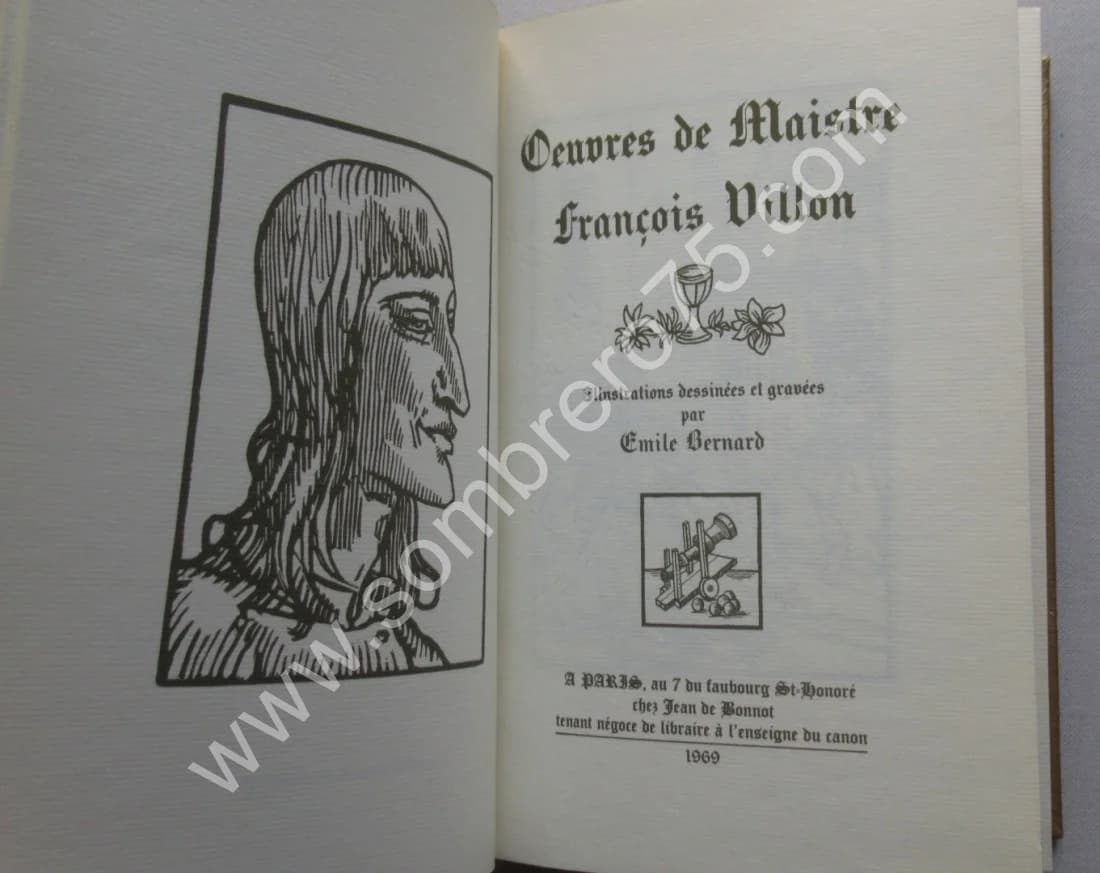 Oeuvres de Maistre
François Villon
Illustrations dessinées et gravées
par
Emile Bernard
A PARIS, au 7 du faubourg St-Honoré
chez Jean de Bonnot
tenant négoce de libraire à l'enseigne du canon
1969
www.sombrero75.com